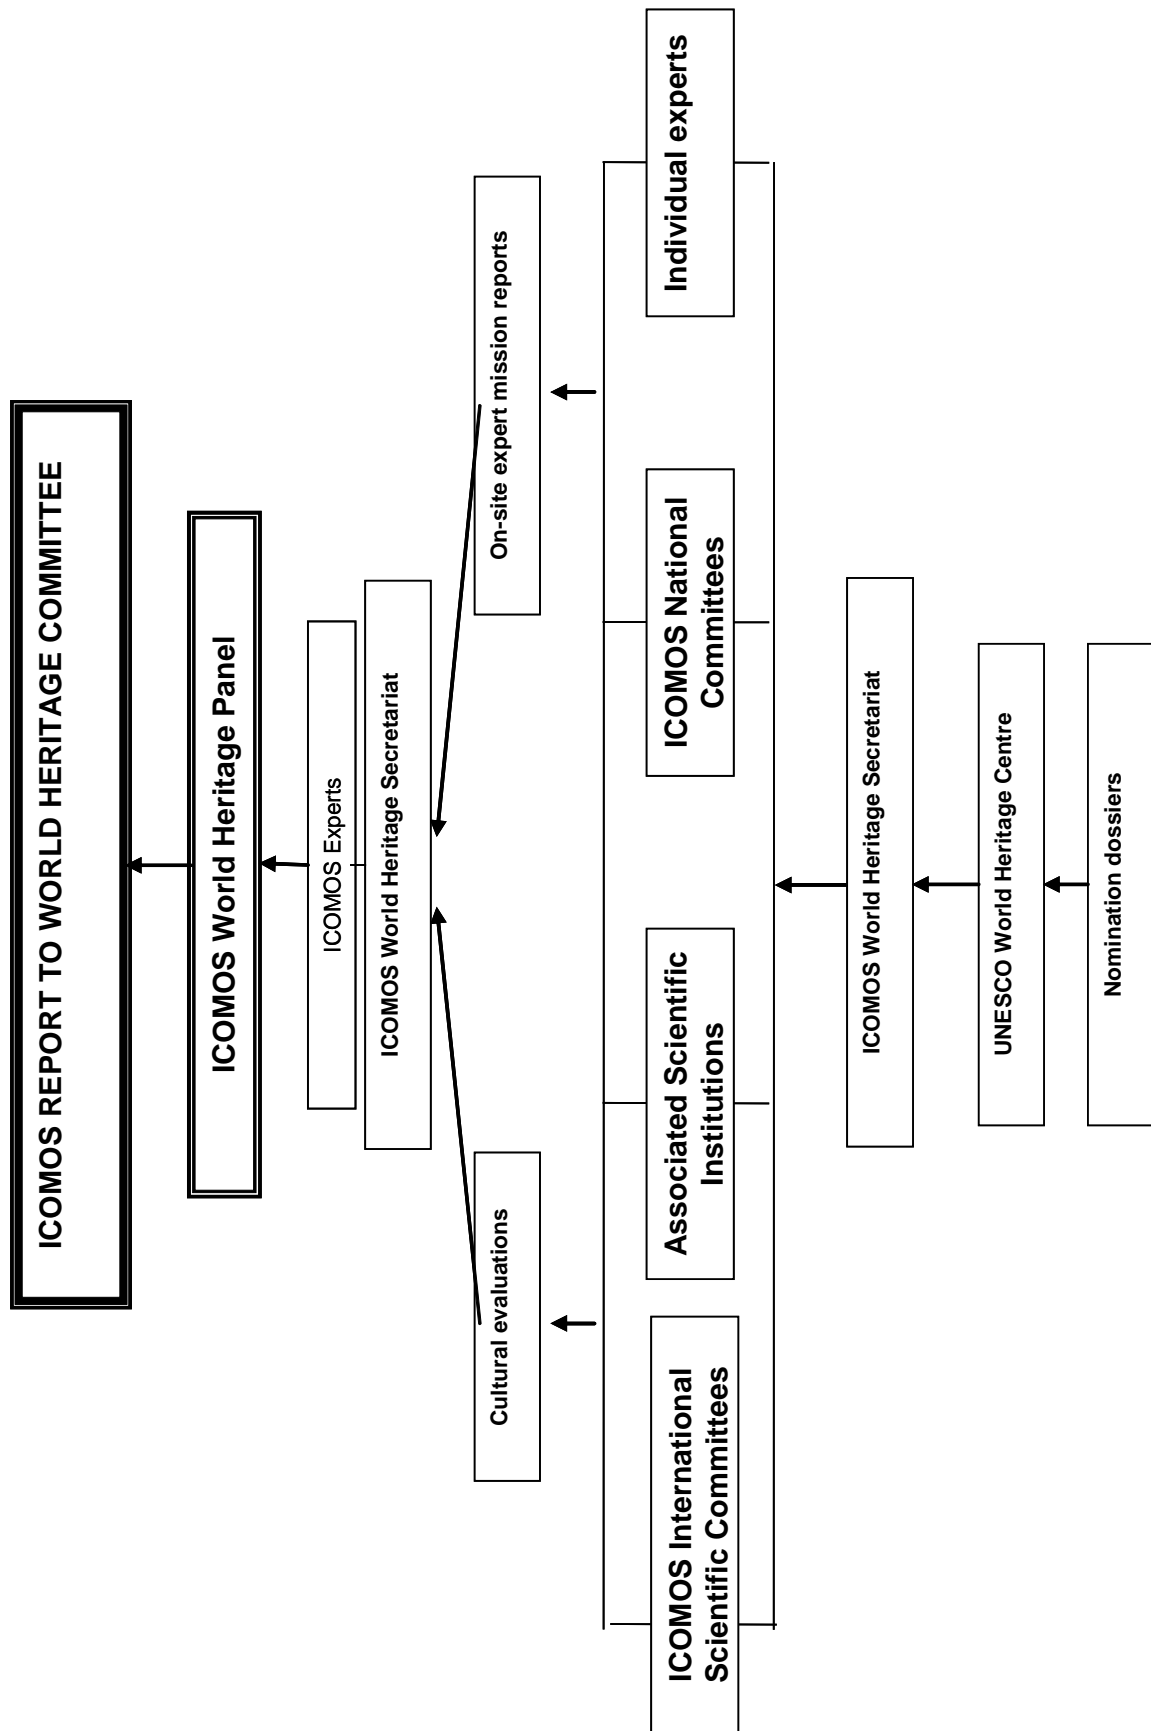 ICOMOS REPORT TO WORLD HERITAGE COMMITTEE
ICOMOS World Heritage Panel
ICOMOS Experts
ICOMOS World Heritage Secretariat
Cultural evaluations
On-site expert mission reports
ICOMOS International
Scientific Committees
Associated Scientific
Institutions
ICOMOS National
Committees
Individual experts
ICOMOS World Heritage Secretariat
UNESCO World Heritage Centre
Nomination dossiers